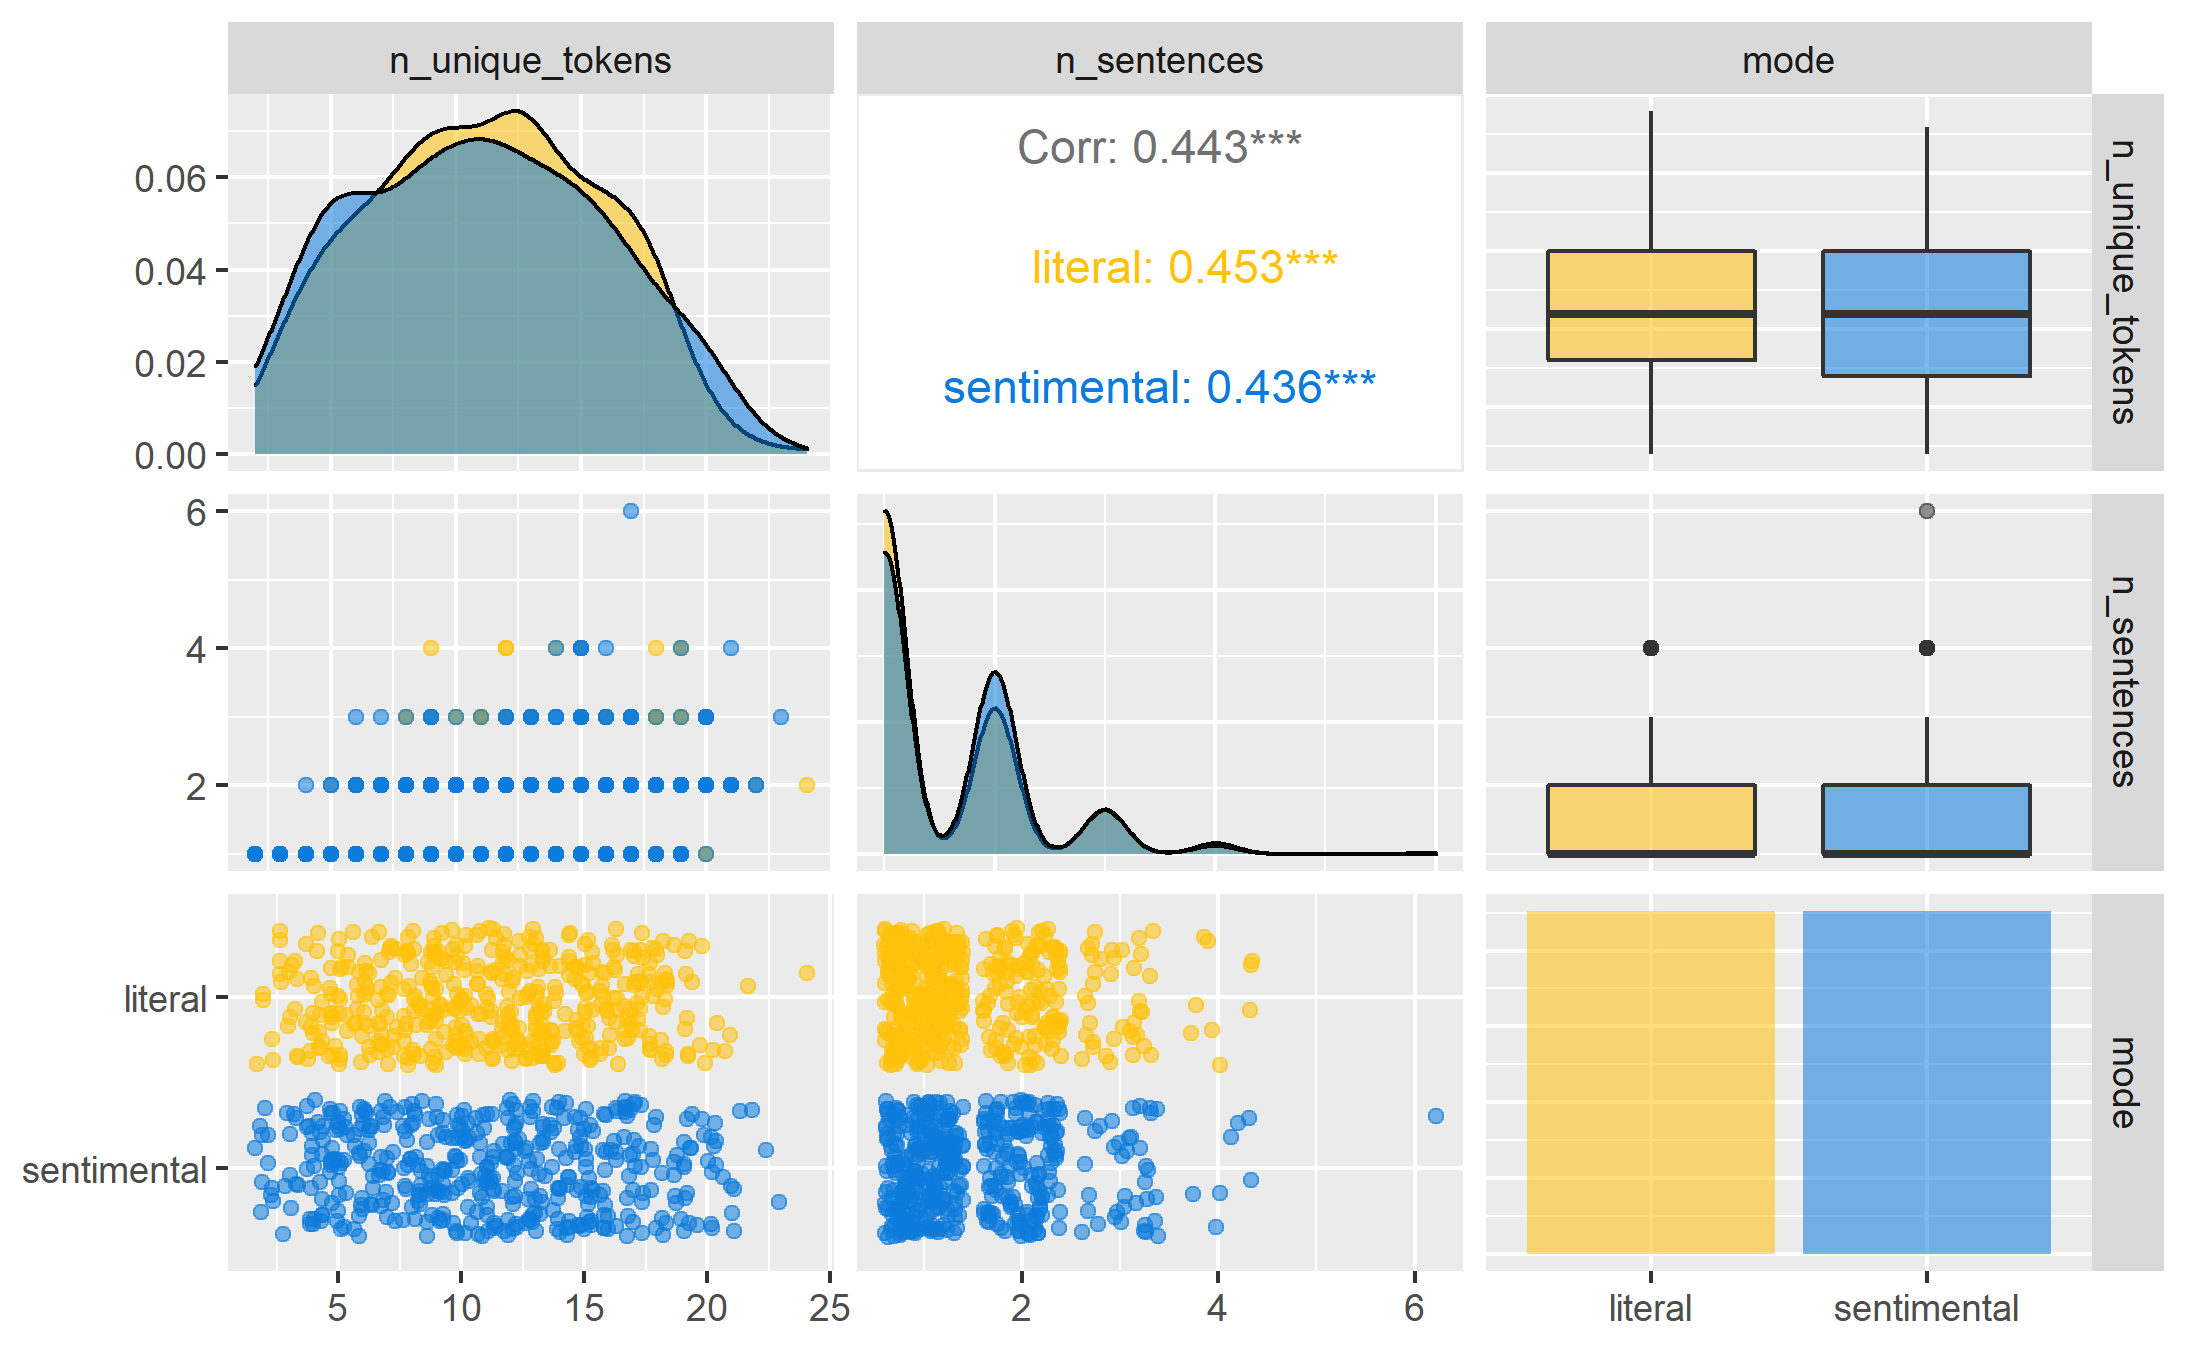 n_unique_tokens
n_sentences
mode
0.06
0.04
0.02
0.00
Corr: 0.443***
literal: 0.453***
sentimental: 0.436***
n_unique_tokens
6
4
2
n_sentences
literal
sentimental
mode
5
10
15
20
25
2
4
6
literal
sentimental